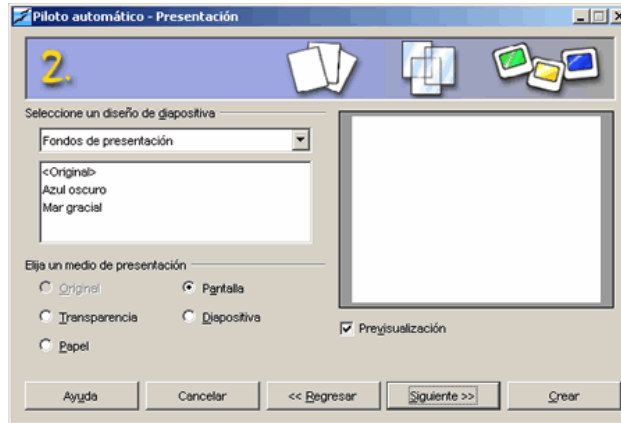 Piloto automático - Presentación
2.
Seleccione un diseño de diapositiva
Fondos de presentación
<Original>
Azul oscuro
Mar gracial
Elija un medio de presentación
Original
Pantalla
Transparencia
Diapositiva
Papel
Previsualización
Ayuda
Cancelar
<< Regresar
Siguiente >>
Crear